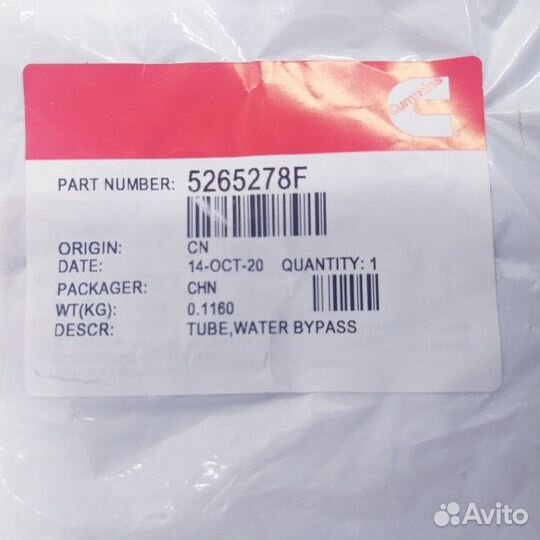 Cummins
PART NUMBER: 5265278F
ORIGIN: CN
DATE: 14-OCT-20 QUANTITY: 1
PACKAGER: CHN
WT(KG): 0.1160
DESCR: TUBE,WATER BYPASS
Avito